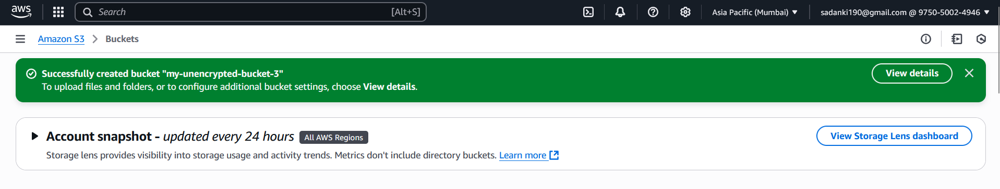 aws
Search [Alt+S]
Asia Pacific (Mumbai)
sadanki190@gmail.com @ 9750-5002-4946
Amazon S3
Buckets
Successfully created bucket "my-unencrypted-bucket-3"
To upload files and folders, or to configure additional bucket settings, choose View details.
View details
Account snapshot - updated every 24 hours All AWS Regions
Storage lens provides visibility into storage usage and activity trends. Metrics don't include directory buckets. Learn more
View Storage Lens dashboard